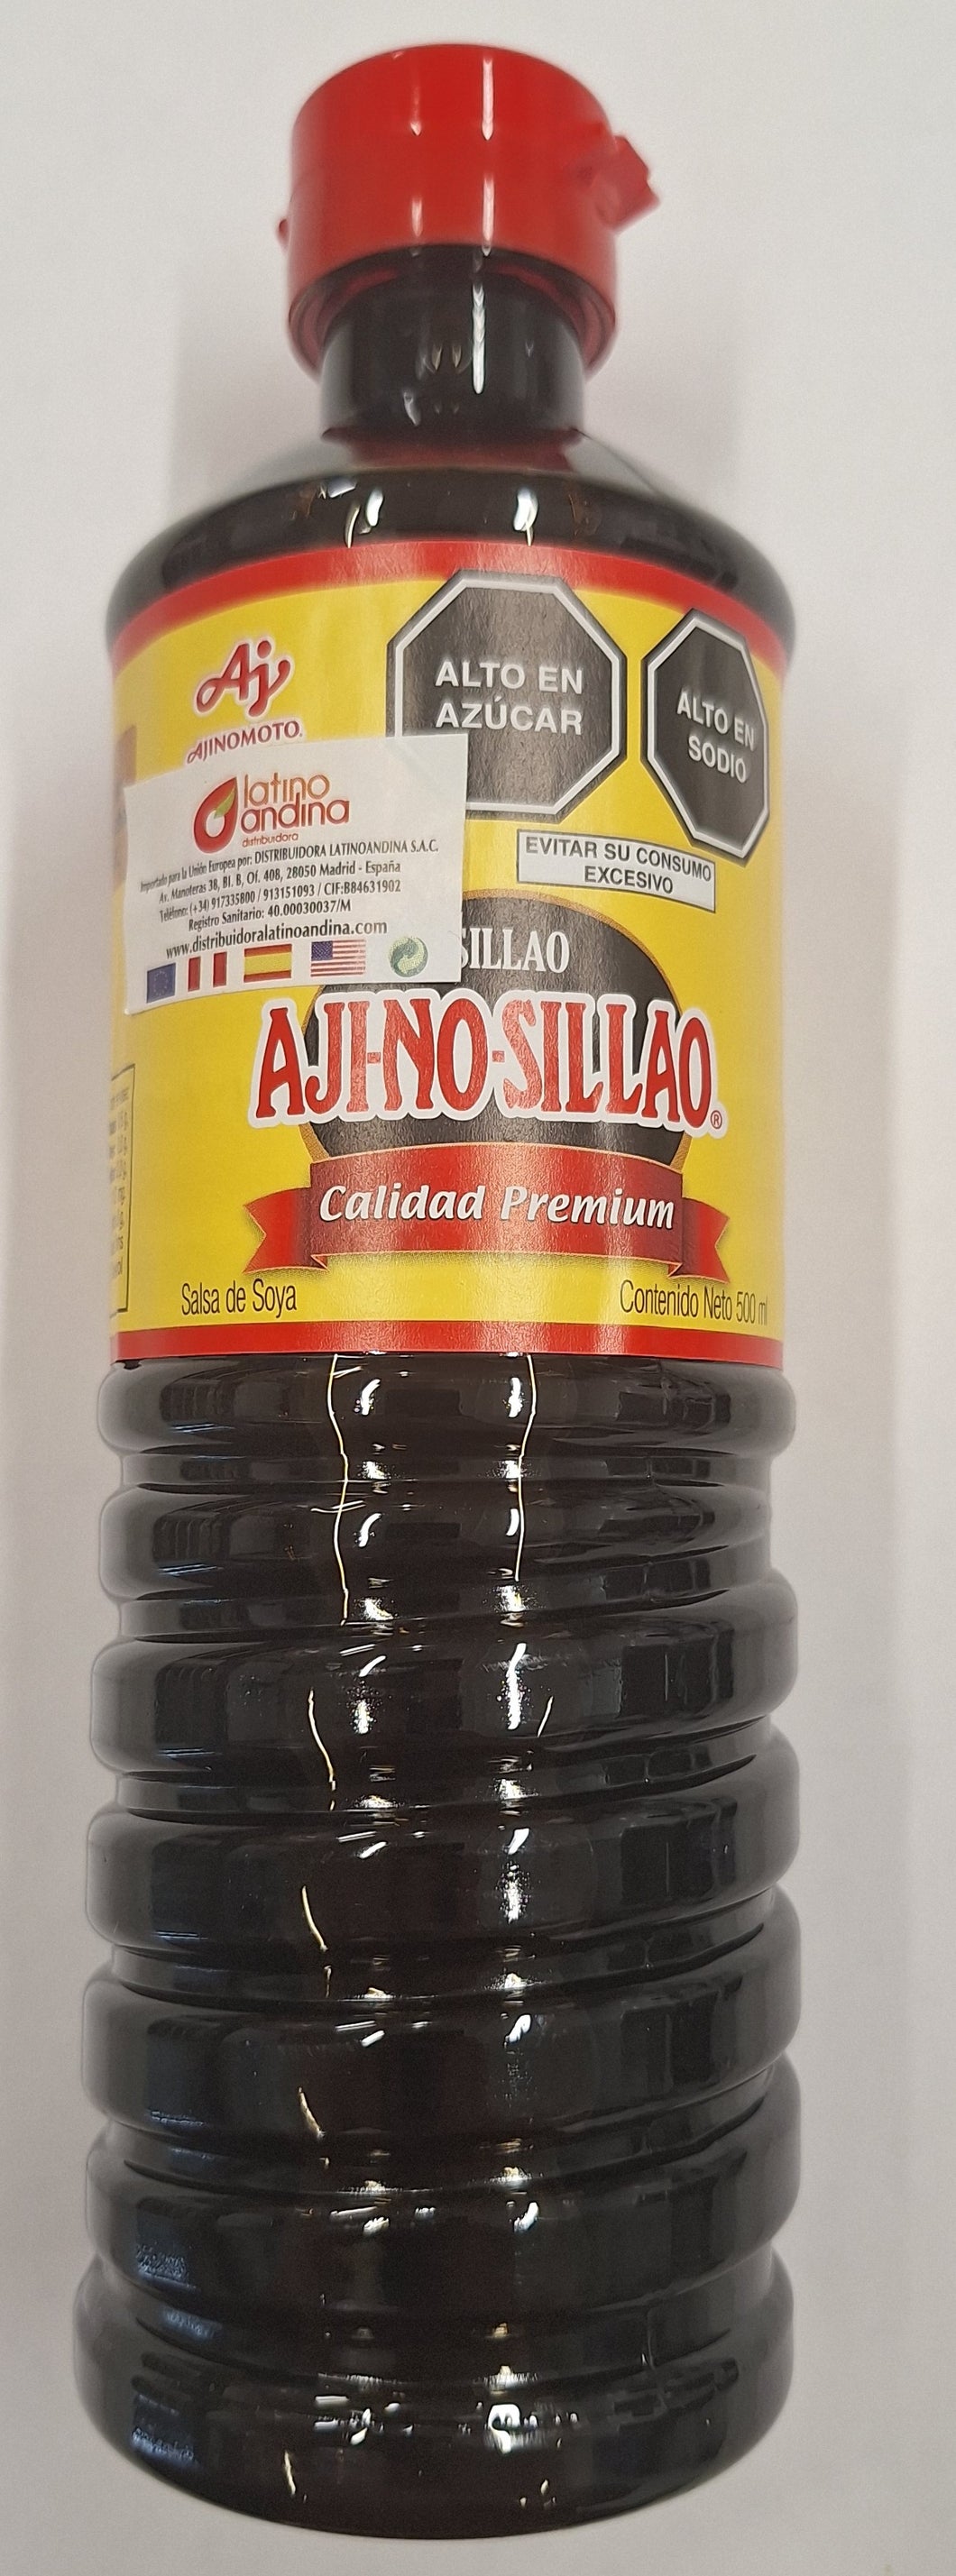 Aj
AJINOMOTO®
ALTO EN
AZÚCAR
ALTO EN
SODIO
latino
andina
distribuidora
Importado para la Unión Europea por: DISTRIBUIDORA LATINOANDINA S.A.C.
Av. Manoteras 38, Bl. B, Of. 408, 28050 Madrid - España
Teléfono: (+34) 917335800 / 913151093 / CIF:B84631902
Registro Sanitario: 40.00030037/M
www.distribuidoralatinoandina.com
EVITAR SU CONSUMO
EXCESIVO
SILLAO
AJI-NO-SILLAO®
Calidad Premium
Salsa de Soya
Contenido Neto 500 ml